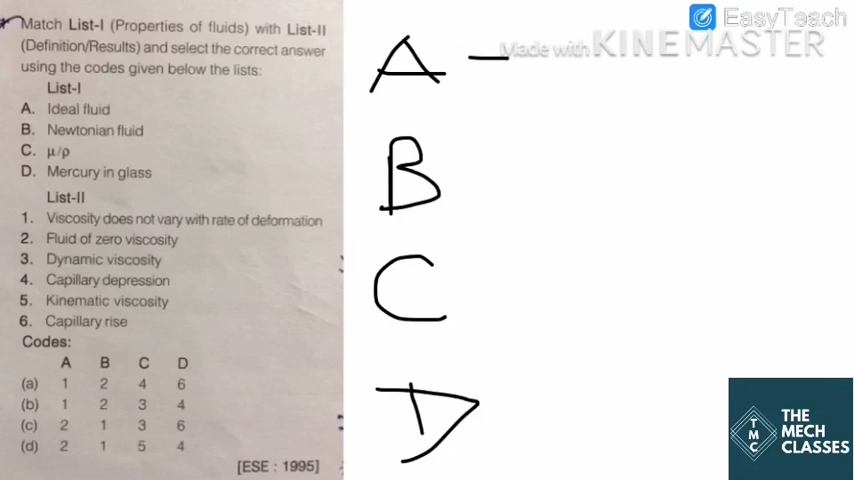 Match List-I (Properties of fluids) with List-II
(Definition/Results) and select the correct answer
using the codes given below the lists:
List-I
A. Ideal fluid
B. Newtonian fluid
C. μ/ρ
D. Mercury in glass
List-II
1. Viscosity does not vary with rate of deformation
2. Fluid of zero viscosity
3. Dynamic viscosity
4. Capillary depression
5. Kinematic viscosity
6. Capillary rise
Codes:
A B C D
(a) 1 2 4 6
(b) 1 2 3 4
(c) 2 1 3 6
(d) 2 1 5 4
[ESE : 1995]
EasyTeach
Made with KINEMASTER
A –
B
C
D
TMC
THE
MECH
CLASSES